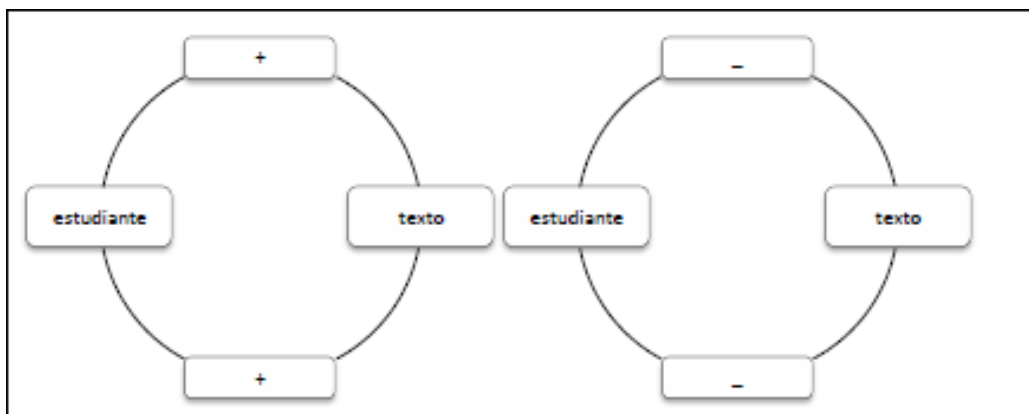 +
_
estudiante
texto
estudiante
texto
+
_